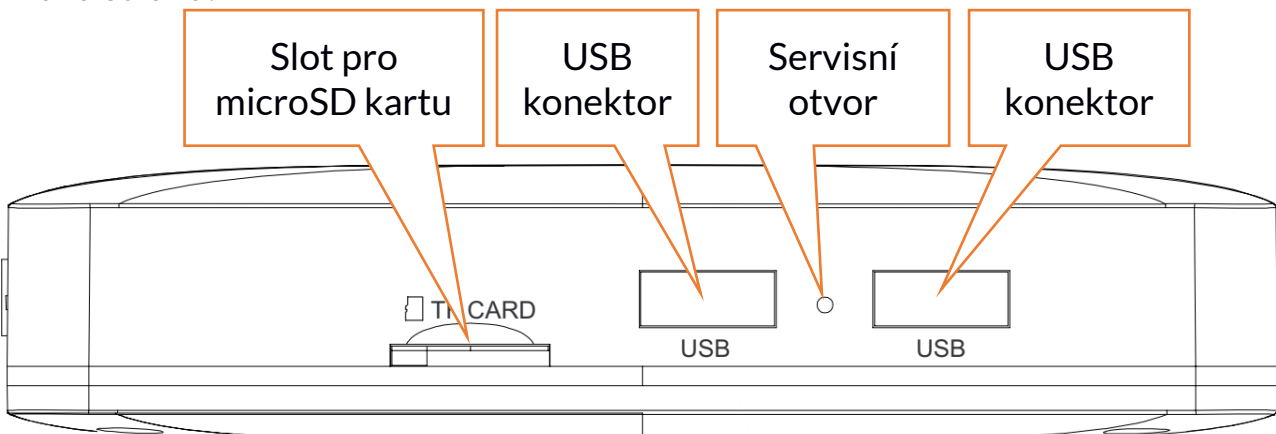 Slot pro
microSD kartu
USB
konektor
Servisní
otvor
USB
konektor
CARD
USB
USB